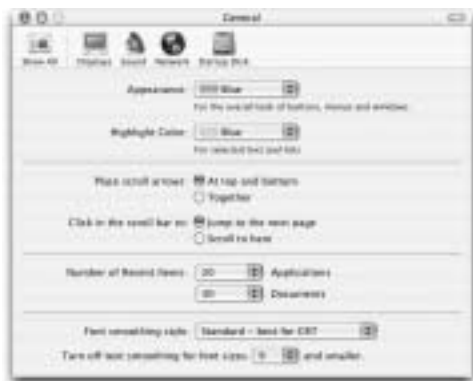 General
Show All Displays Sound Network Startup Disk
Appearance: Blue
For the overall look of buttons, menus and windows
Highlight Color: Blue
For selected text and lists
Place scroll arrows: At top and bottom
Together
Click in the scroll bar to: Jump to the next page
Scroll to here
Number of Recent Items: Applications
Documents
Font smoothing style: Standard – best for CRT
Turn off text smoothing for font sizes and smaller.